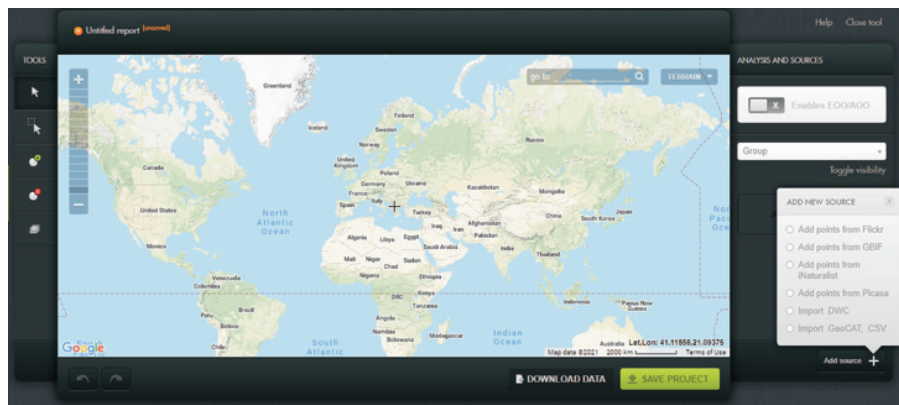 Untitled report (unsaved)
Help Close tool
TOOLS
go to
TERRAIN
Greenland
Iceland
Finland
Sweden
Norway
Russia
United Kingdom
Poland
Germany
Ukraine
France
Kazakhstan
Mongolia
Spain
Italy
Turkey
Canada
United States
North
Atlantic
Ocean
China
South Korea
Japan
Afghanistan
Iraq
Iran
Pakistan
Algeria
Libya
Egypt
Saudi Arabia
India
Thailand
Mexico
Mali
Niger
Chad
Sudan
Nigeria
Ethiopia
Venezuela
Colombia
DRC
Kenya
Tanzania
Indonesia
Papua New
Guinea
Brazil
Peru
Bolivia
Angola
Namibia
Botswana
Madagascar
Chile
South
Atlantic
Indian
Ocean
Australia
Lat.Lon: 41.11856.21.09375
Google
Map data ©2021 2000 km Terms of Use
DOWNLOAD DATA
SAVE PROJECT
ANALYSIS AND SOURCES
X Enables EOO/AOO
Group
Toggle visibility
ADD NEW SOURCE X
Add points from Flickr
Add points from GBIF
Add points from
iNaturalist
Add points from Picasa
Import .DWC
Import .GeoCAT, .CSV
Add source +